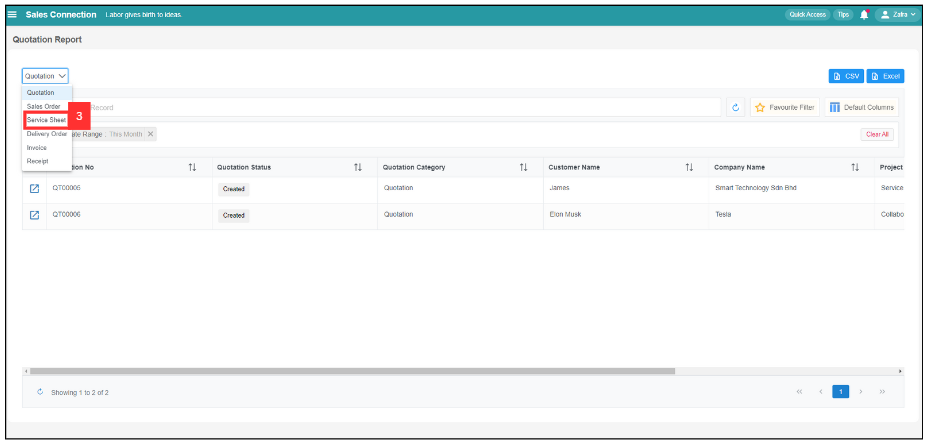 Sales Connection Labor gives birth to ideas. Quick Access Tips Zafra
Quotation Report
Quotation CSV Excel
Quotation
Sales Order Record Favourite Filter Default Columns
Service Sheet 3
Delivery Order ate Range : This Month Clear All
Invoice
Receipt
on No Quotation Status Quotation Category Customer Name Company Name Project
QT00005 Created Quotation James Smart Technology Sdn Bhd Service
QT00006 Created Quotation Elon Musk Tesla Collabo
Showing 1 to 2 of 2 1